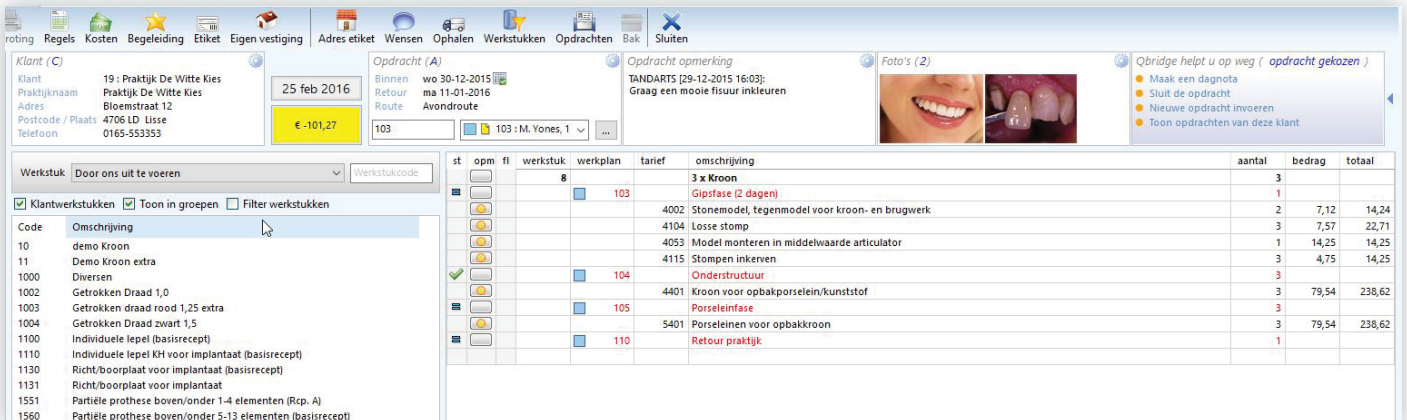 roting Regels Kosten Begeleiding Etiket Eigen vestiging Adres etiket Wensen Ophalen Werkstukken Opdrachten Bak Sluiten
Klant (C)
Klant 19 : Praktijk De Witte Kies
Praktijknaam Praktijk De Witte Kies
Adres Bloemstraat 12
Postcode / Plaats 4706 LD Lisse
Telefoon 0165-553353
25 feb 2016
€ -101,27
Opdracht (A)
Binnen wo 30-12-2015
Retour ma 11-01-2016
Route Avondroute
103 103 : M. Yones, 1 ...
Opdracht opmerking
TANDARTS [29-12-2015 16:03]:
Graag een mooie fisuur inkleuren
Foto's (2)
Qbridge helpt u op weg ( opdracht gekozen )
Maak een dagnota
Sluit de opdracht
Nieuwe opdracht invoeren
Toon opdrachten van deze klant
Werkstuk Door ons uit te voeren Werkstukcode
Klantwerkstukken Toon in groepen Filter werkstukken
Code Omschrijving
10 demo Kroon
11 Demo Kroon extra
1000 Diversen
1002 Getrokken Draad 1,0
1003 Getrokken draad rood 1,25 extra
1004 Getrokken Draad zwart 1,5
1100 Individuele lepel (basisrecept)
1110 Individuele lepel KH voor implantaat (basisrecept)
1130 Richt/boorplaat voor implantaat (basisrecept)
1131 Richt/boorplaat voor implantaat
1551 Partiële prothese boven/onder 1-4 elementen (Rcp. A)
1560 Partiële prothese boven/onder 5-13 elementen (basisrecept)
st opm fl werkstuk werkplan tarief omschrijving aantal bedrag totaal
8 3 x Kroon 3
103 Gipsfase (2 dagen) 1
4002 Stonemodel, tegenmodel voor kroon- en brugwerk 2 7,12 14,24
4104 Losse stomp 3 7,57 22,71
4053 Model monteren in middelwaarde articulator 1 14,25 14,25
4115 Stompen inkerven 3 4,75 14,25
104 Onderstructuur 3
4401 Kroon voor opbakporselein/kunststof 3 79,54 238,62
105 Porseleinfase 3
5401 Porseleinen voor opbakkroon 3 79,54 238,62
110 Retour praktijk 1